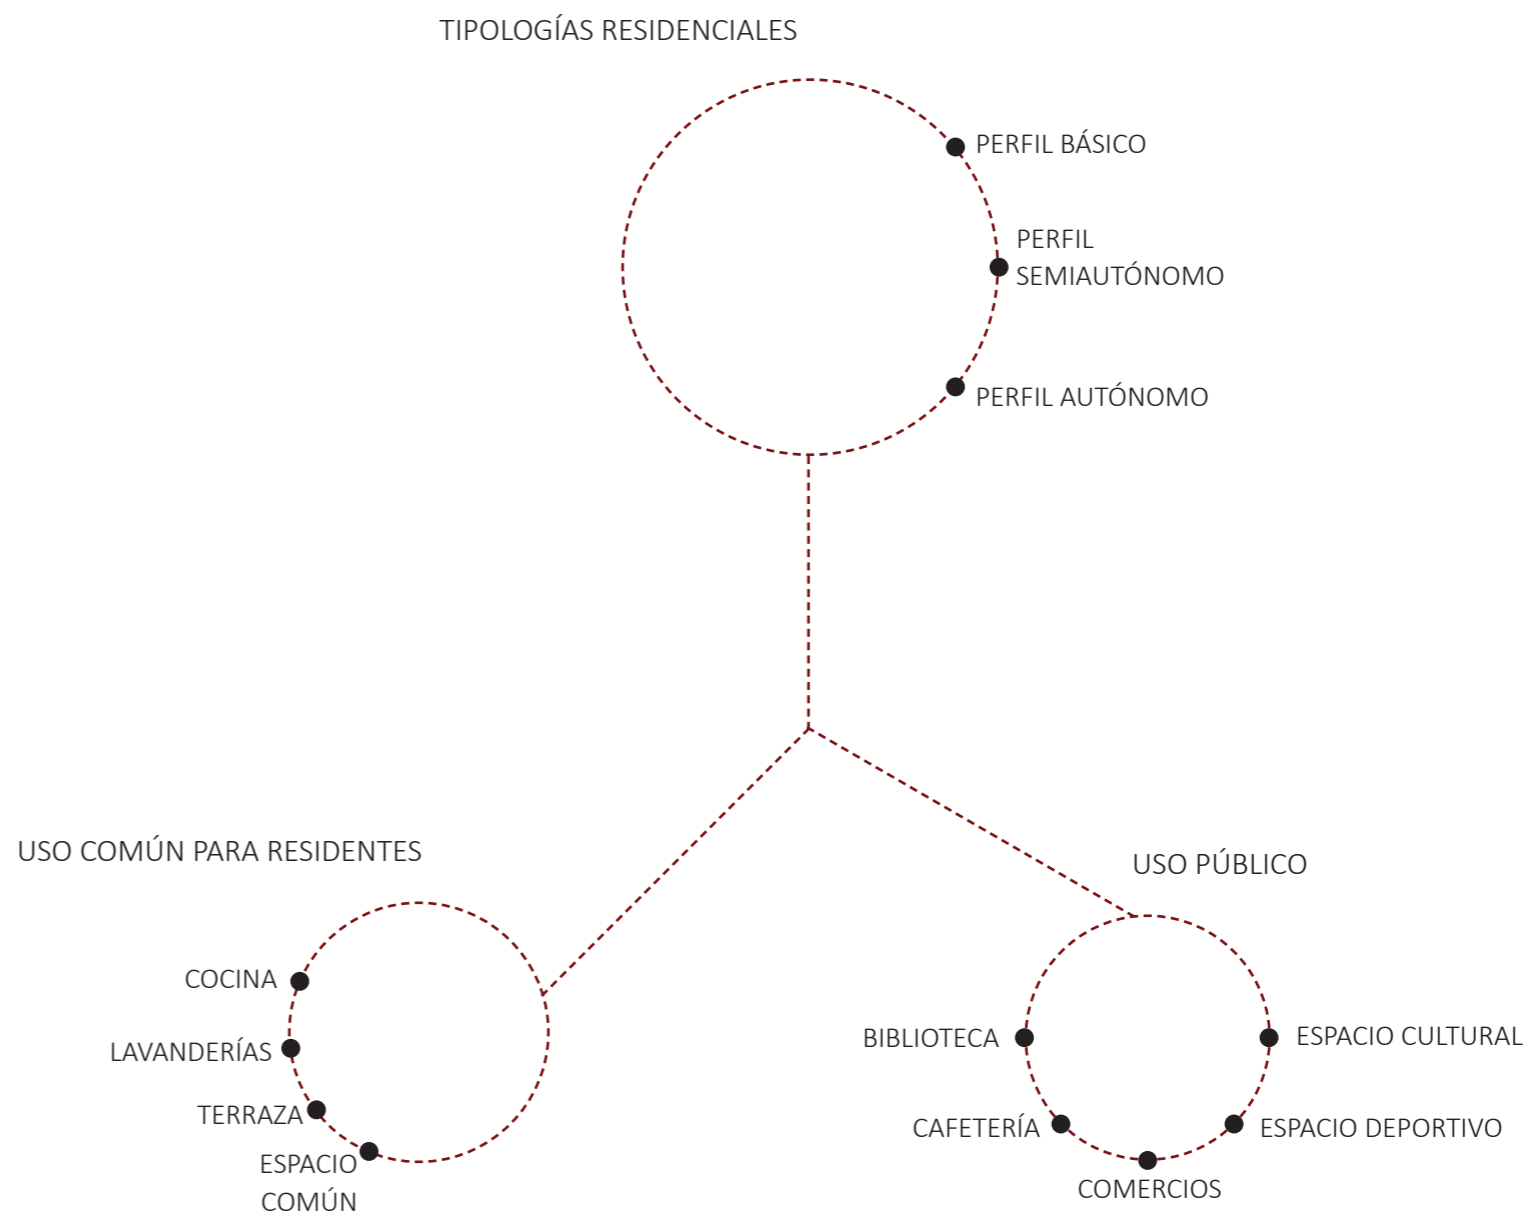 TIPOLOGÍAS RESIDENCIALES
PERFIL BÁSICO
PERFIL
SEMIAUTÓNOMO
PERFIL AUTÓNOMO
USO COMÚN PARA RESIDENTES
COCINA
LAVANDERÍAS
TERRAZA
ESPACIO
COMÚN
USO PÚBLICO
BIBLIOTECA
ESPACIO CULTURAL
CAFETERÍA
ESPACIO DEPORTIVO
COMERCIOS